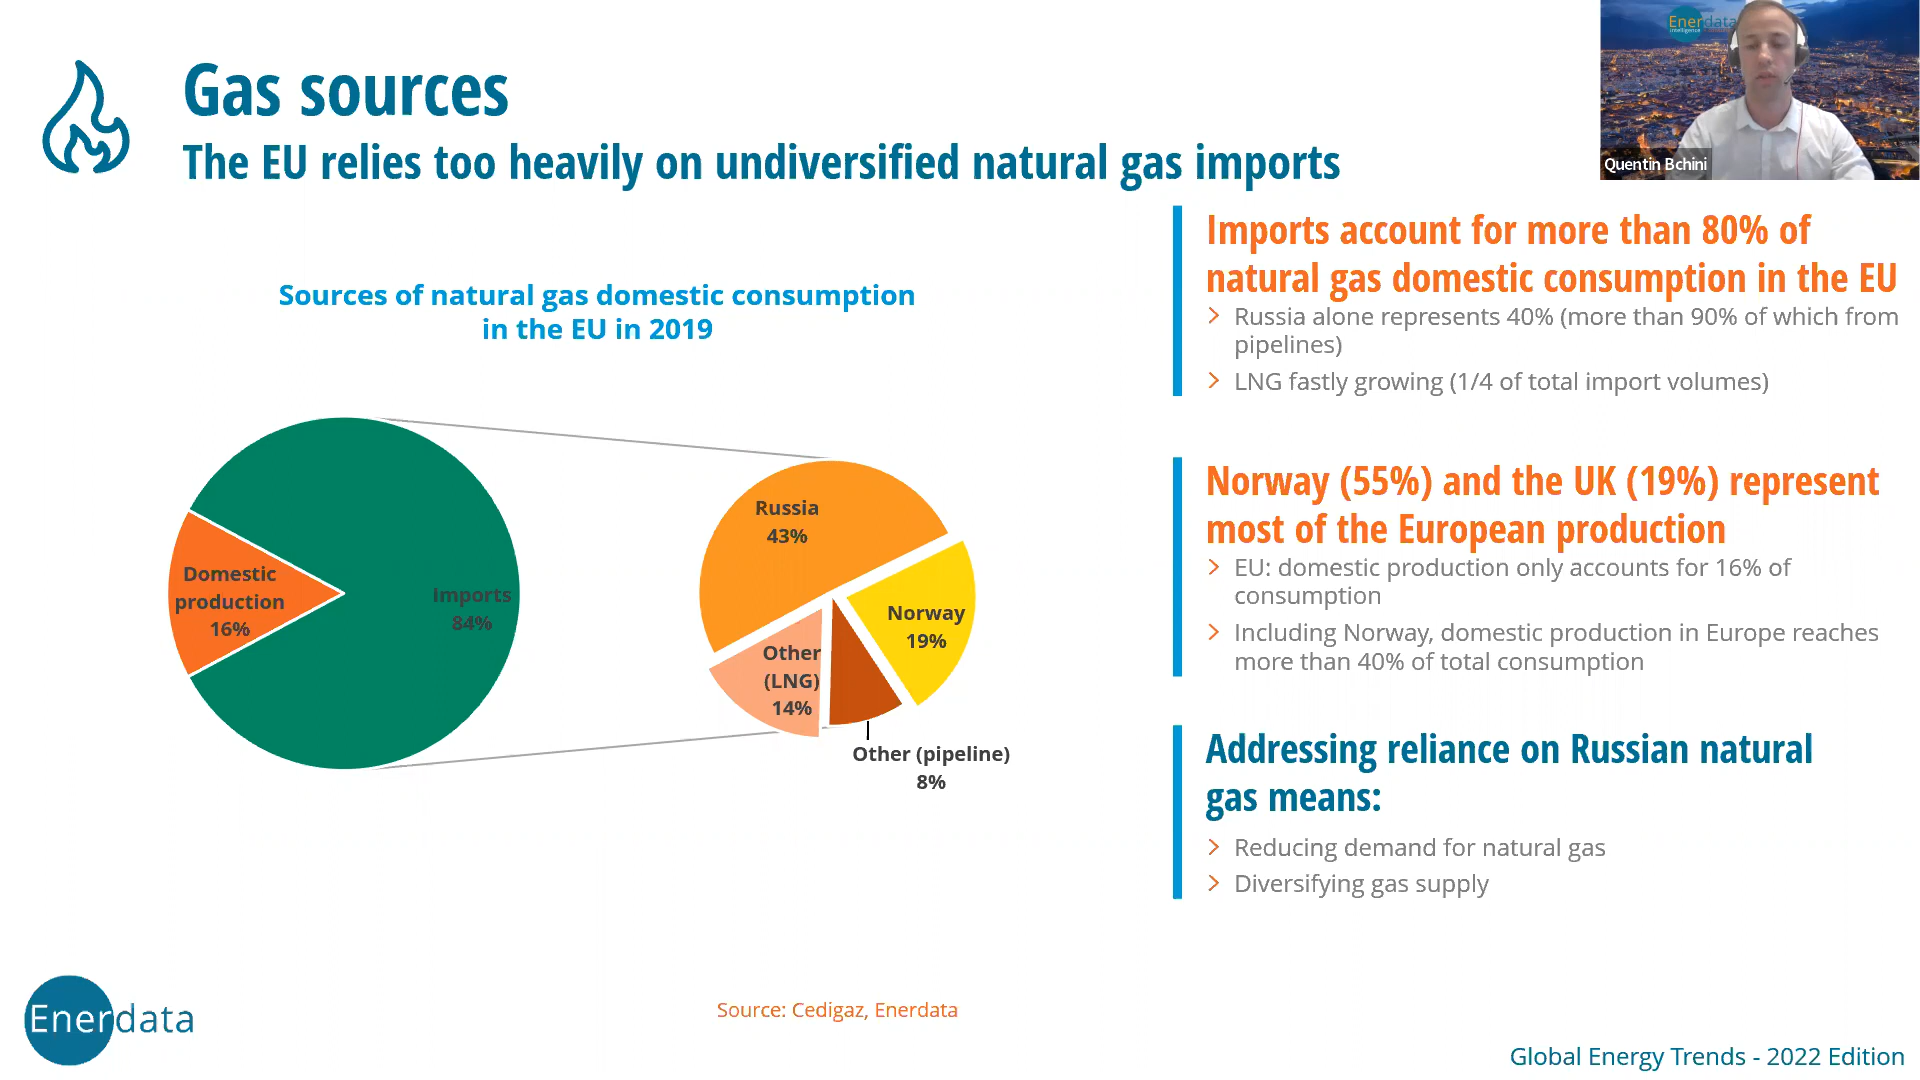 Gas sources
The EU relies too heavily on undiversified natural gas imports
Enerdata
Quentin Bchini
Sources of natural gas domestic consumption
in the EU in 2019
Domestic
production
16%
Imports
84%
Russia
43%
Norway
19%
Other
(LNG)
14%
Other (pipeline)
8%
Imports account for more than 80% of
natural gas domestic consumption in the EU
Russia alone represents 40% (more than 90% of which from
pipelines)
LNG fastly growing (1/4 of total import volumes)
Norway (55%) and the UK (19%) represent
most of the European production
EU: domestic production only accounts for 16% of
consumption
Including Norway, domestic production in Europe reaches
more than 40% of total consumption
Addressing reliance on Russian natural
gas means:
Reducing demand for natural gas
Diversifying gas supply
Enerdata
Source: Cedigaz, Enerdata
Global Energy Trends - 2022 Edition